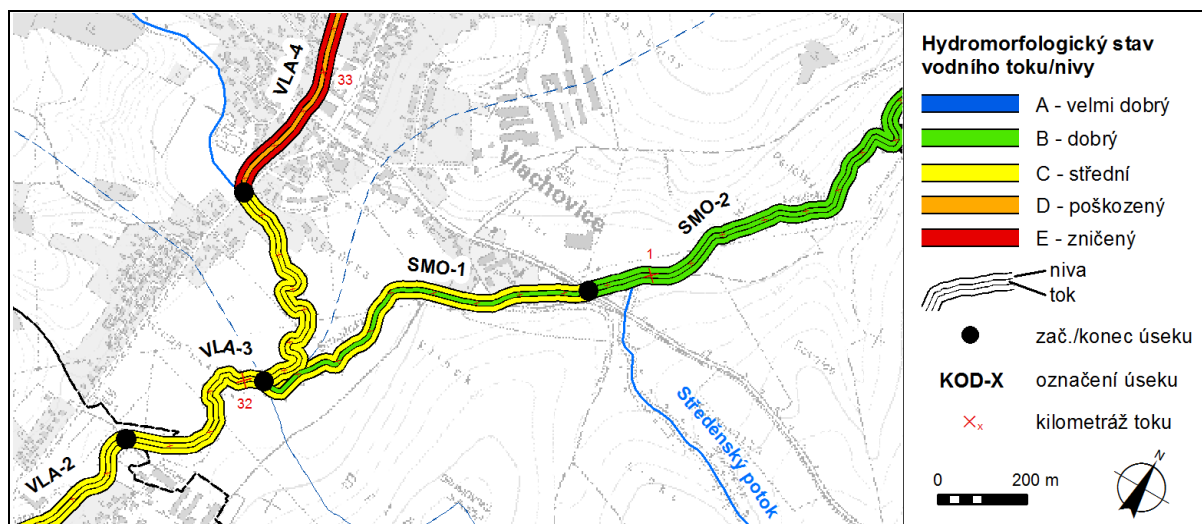 VLA-4
33
Vlachovice
SMO-2
1
SMO-1
VLA-3
32
VLA-2
Středěnský potok
Hydromorfologický stav
vodního toku/nivy
A - velmi dobrý
B - dobrý
C - střední
D - poškozený
E - zničený
niva
tok
zač./konec úseku
KOD-X označení úseku
x kilometráž toku
0 200 m
N